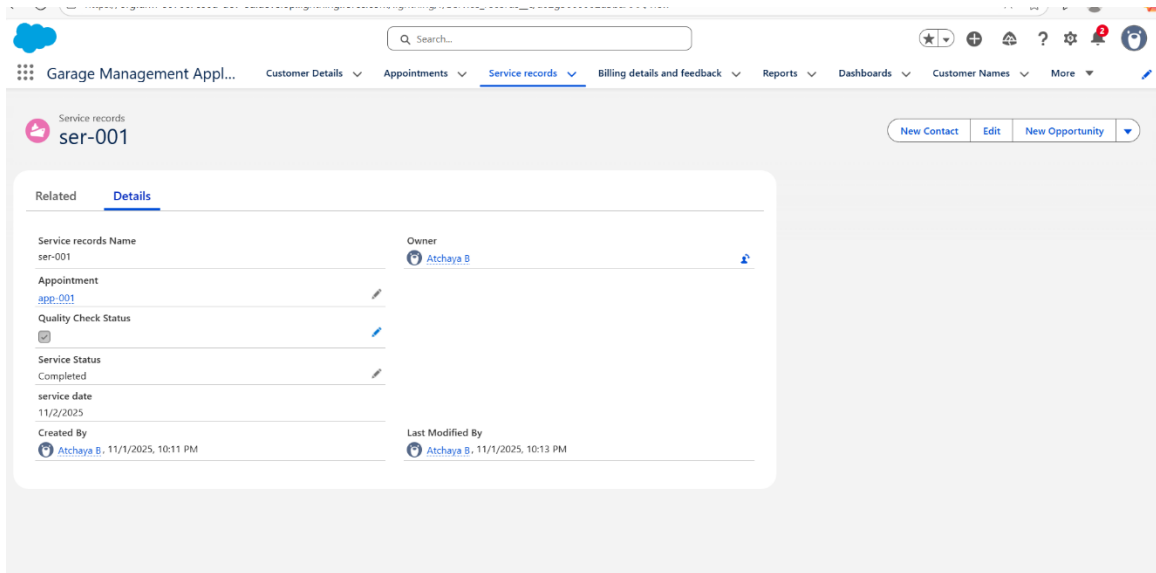 Search...
2
Garage Management Appl...
Customer Details
Appointments
Service records
Billing details and feedback
Reports
Dashboards
Customer Names
More
Service records
ser-001
New Contact
Edit
New Opportunity
Related
Details
Service records Name
ser-001
Owner
Atchaya B
Appointment
app-001
Quality Check Status
Service Status
Completed
service date
11/2/2025
Created By
Atchaya B, 11/1/2025, 10:11 PM
Last Modified By
Atchaya B, 11/1/2025, 10:13 PM